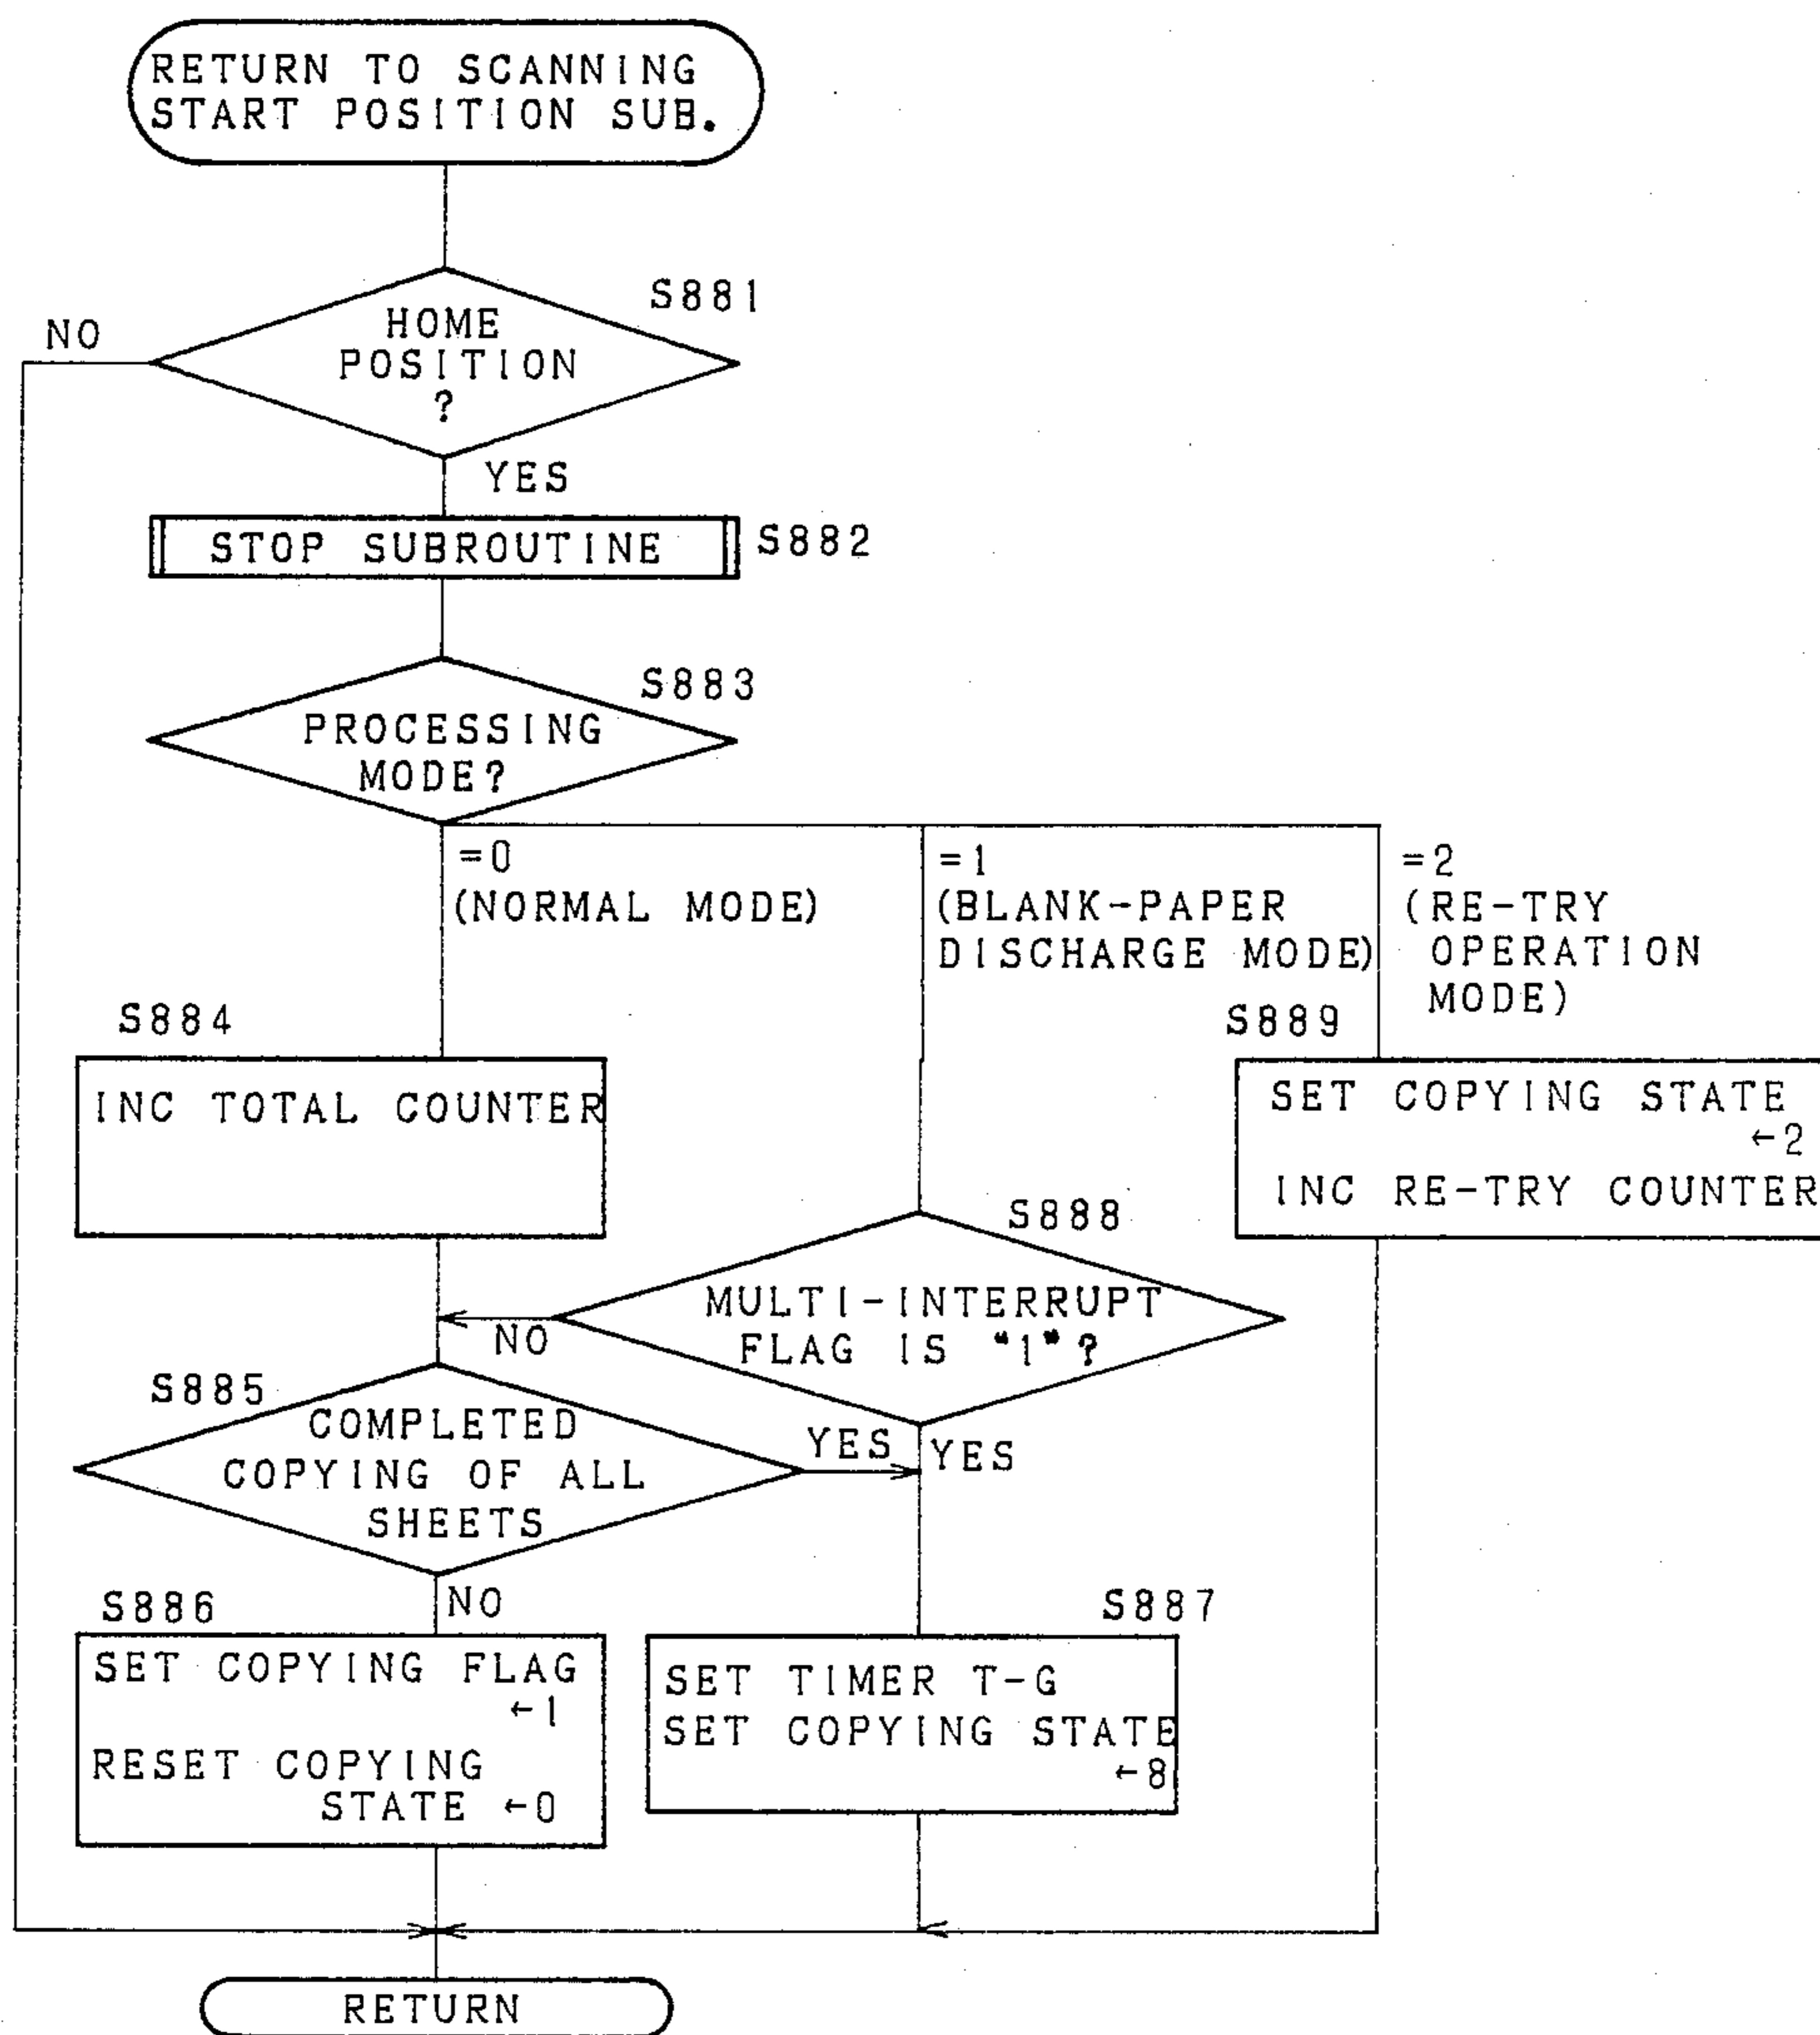 RETURN TO SCANNING
START POSITION SUB.
S881
NO
HOME
POSITION
?
YES
STOP SUBROUTINE
S882
S883
PROCESSING
MODE?
=0
(NORMAL MODE)
=1
(BLANK-PAPER
DISCHARGE MODE)
=2
(RE-TRY
OPERATION
MODE)
S884
INC TOTAL COUNTER
S889
SET COPYING STATE
←2
INC RE-TRY COUNTER
S888
MULTI-INTERRUPT
FLAG IS "1"?
NO
YES
S885
COMPLETED
COPYING OF ALL
SHEETS
YES
NO
S886
SET COPYING FLAG
←1
RESET COPYING
STATE ←0
S887
SET TIMER T-G
SET COPYING STATE
←8
RETURN